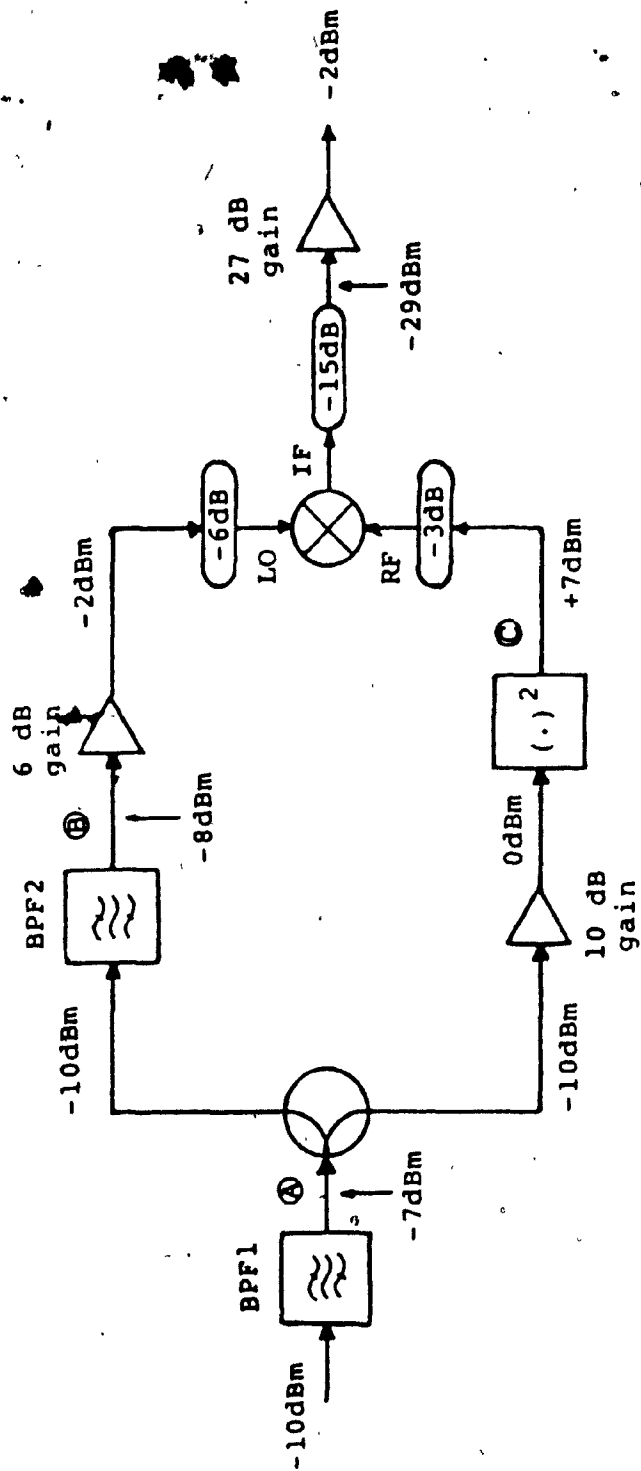 -10dBm
BPF1
Ⓐ
-7dBm
-10dBm
BPF2
Ⓑ
-8dBm
6 dB
gain
-2dBm
-6dB
LO
-10dBm
10 dB
gain
0dBm
(·)²
Ⓒ
+7dBm
-3dB
RF
IF
-15dB
-29dBm
27 dB
gain
-2dBm